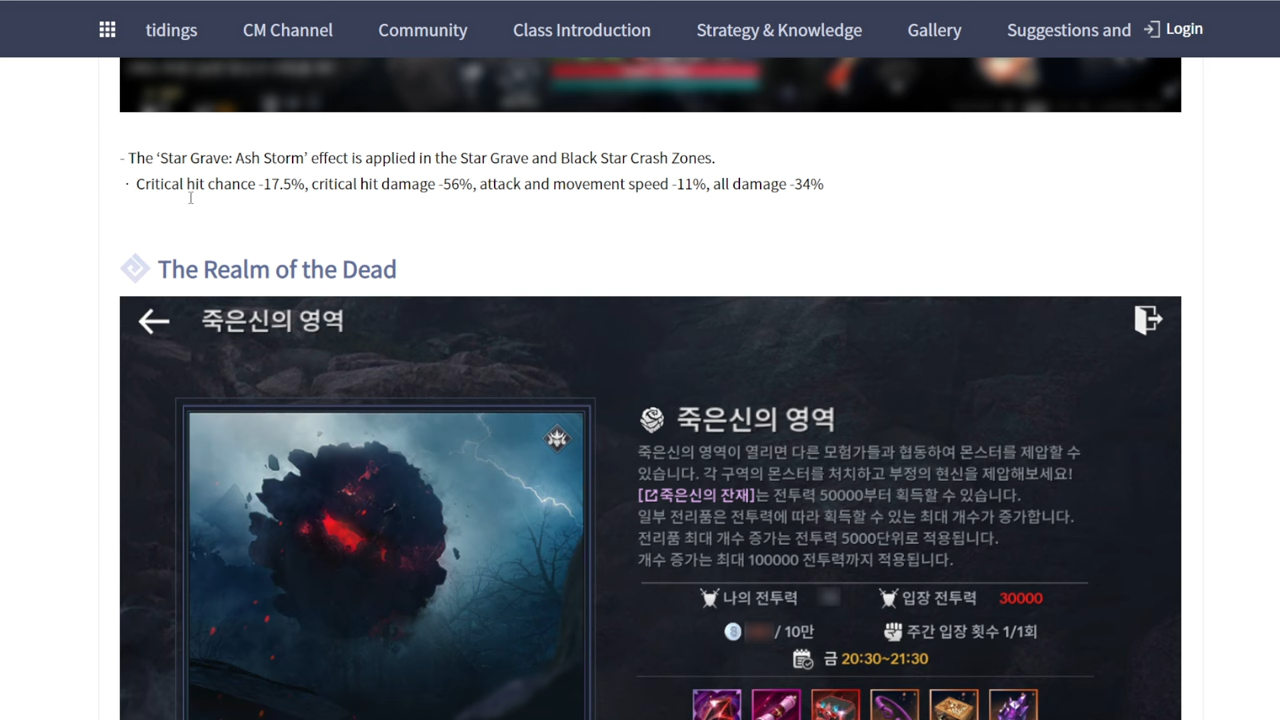 tidings CM Channel Community Class Introduction Strategy & Knowledge Gallery Suggestions and Login
- The ‘Star Grave: Ash Storm’ effect is applied in the Star Grave and Black Star Crash Zones.
· Critical hit chance -17.5%, critical hit damage -56%, attack and movement speed -11%, all damage -34%
The Realm of the Dead
죽은신의 영역
죽은신의 영역
죽은신의 영역이 열리면 다른 모험가들과 협동하여 몬스터를 제압할 수
있습니다. 각 구역의 몬스터를 처치하고 부정의 현신을 제압해보세요!
[죽은신의 잔재]는 전투력 50000부터 획득할 수 있습니다.
일부 전리품은 전투력에 따라 획득할 수 있는 최대 개수가 증가합니다.
전리품 최대 개수 증가는 전투력 5000단위로 적용됩니다.
개수 증가는 최대 100000 전투력까지 적용됩니다.
나의 전투력 입장 전투력 30000
/ 10만 주간 입장 횟수 1/1회
금 20:30~21:30